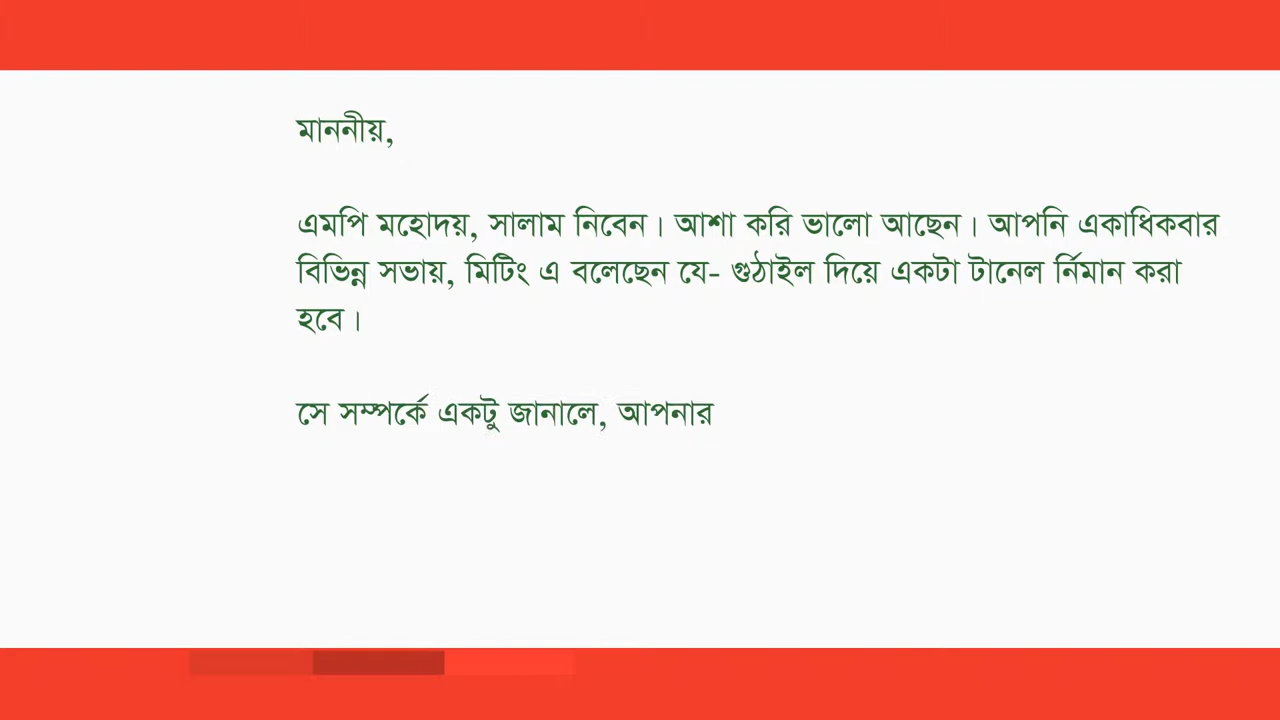 মাননীয়,
এমপি মহোদয়, সালাম নিবেন। আশা করি ভালো আছেন। আপনি একাধিকবার
বিভিন্ন সভায়, মিটিং এ বলেছেন যে- গুঠাইল দিয়ে একটা টানেল র্নিমান করা
হবে।
সে সম্পর্কে একটু জানালে, আপনার